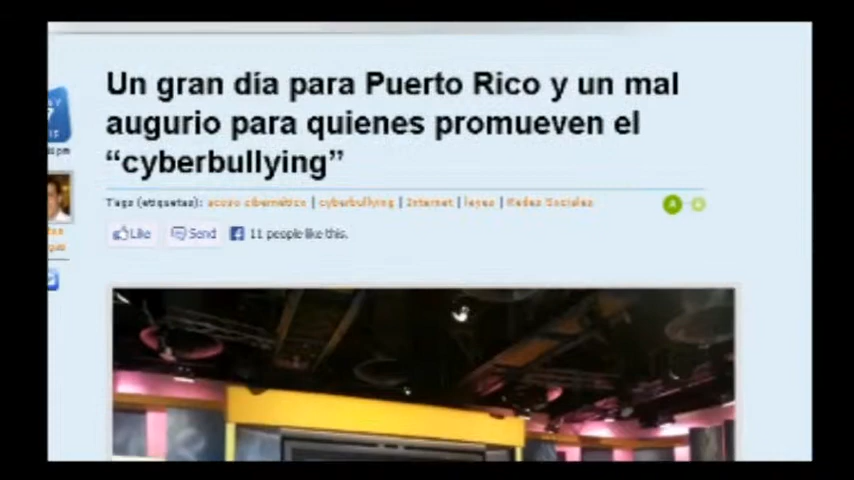 Un gran día para Puerto Rico y un mal
augurio para quienes promueven el
“cyberbullying”
Tags (etiquetas): acoso cibernético | cyberbullying | Internet | leyes | Redes Sociales
Like Send 11 people like this.